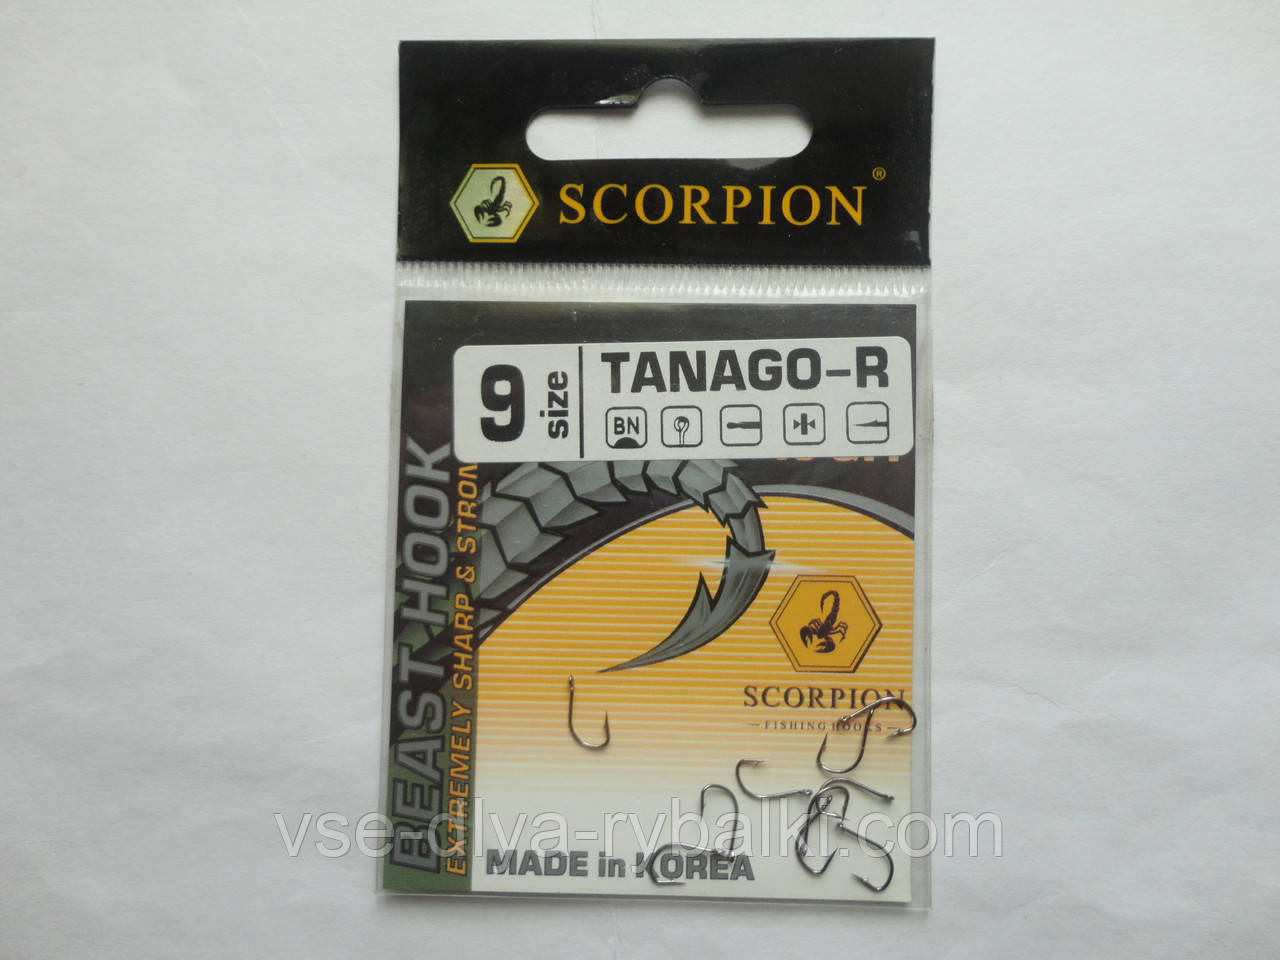 SCORPION®
9 size
TANAGO-R
BN
BEAST HOOK
EXTREMELY SHARP & STRON
SCORPION
FISHING HOOKS
MADE in KOREA
vse-dlya-rybalki.com